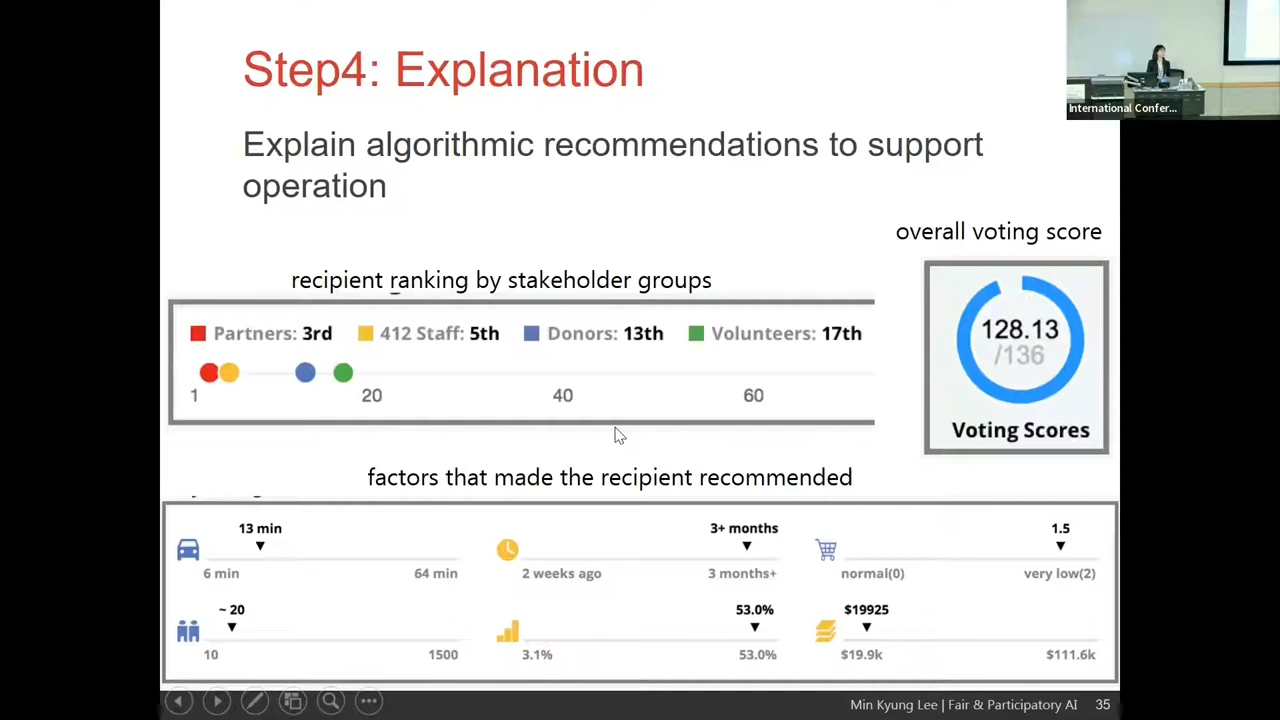 Step4: Explanation
International Confer...
Explain algorithmic recommendations to support
operation
overall voting score
recipient ranking by stakeholder groups
Partners: 3rd 412 Staff: 5th Donors: 13th Volunteers: 17th
1 20 40 60
128.13
/136
Voting Scores
factors that made the recipient recommended
13 min 3+ months 1.5
6 min 64 min 2 weeks ago 3 months+ normal(0) very low(2)
~ 20 53.0% $19925
10 1500 3.1% 53.0% $19.9k $111.6k
Min Kyung Lee | Fair & Participatory AI 35